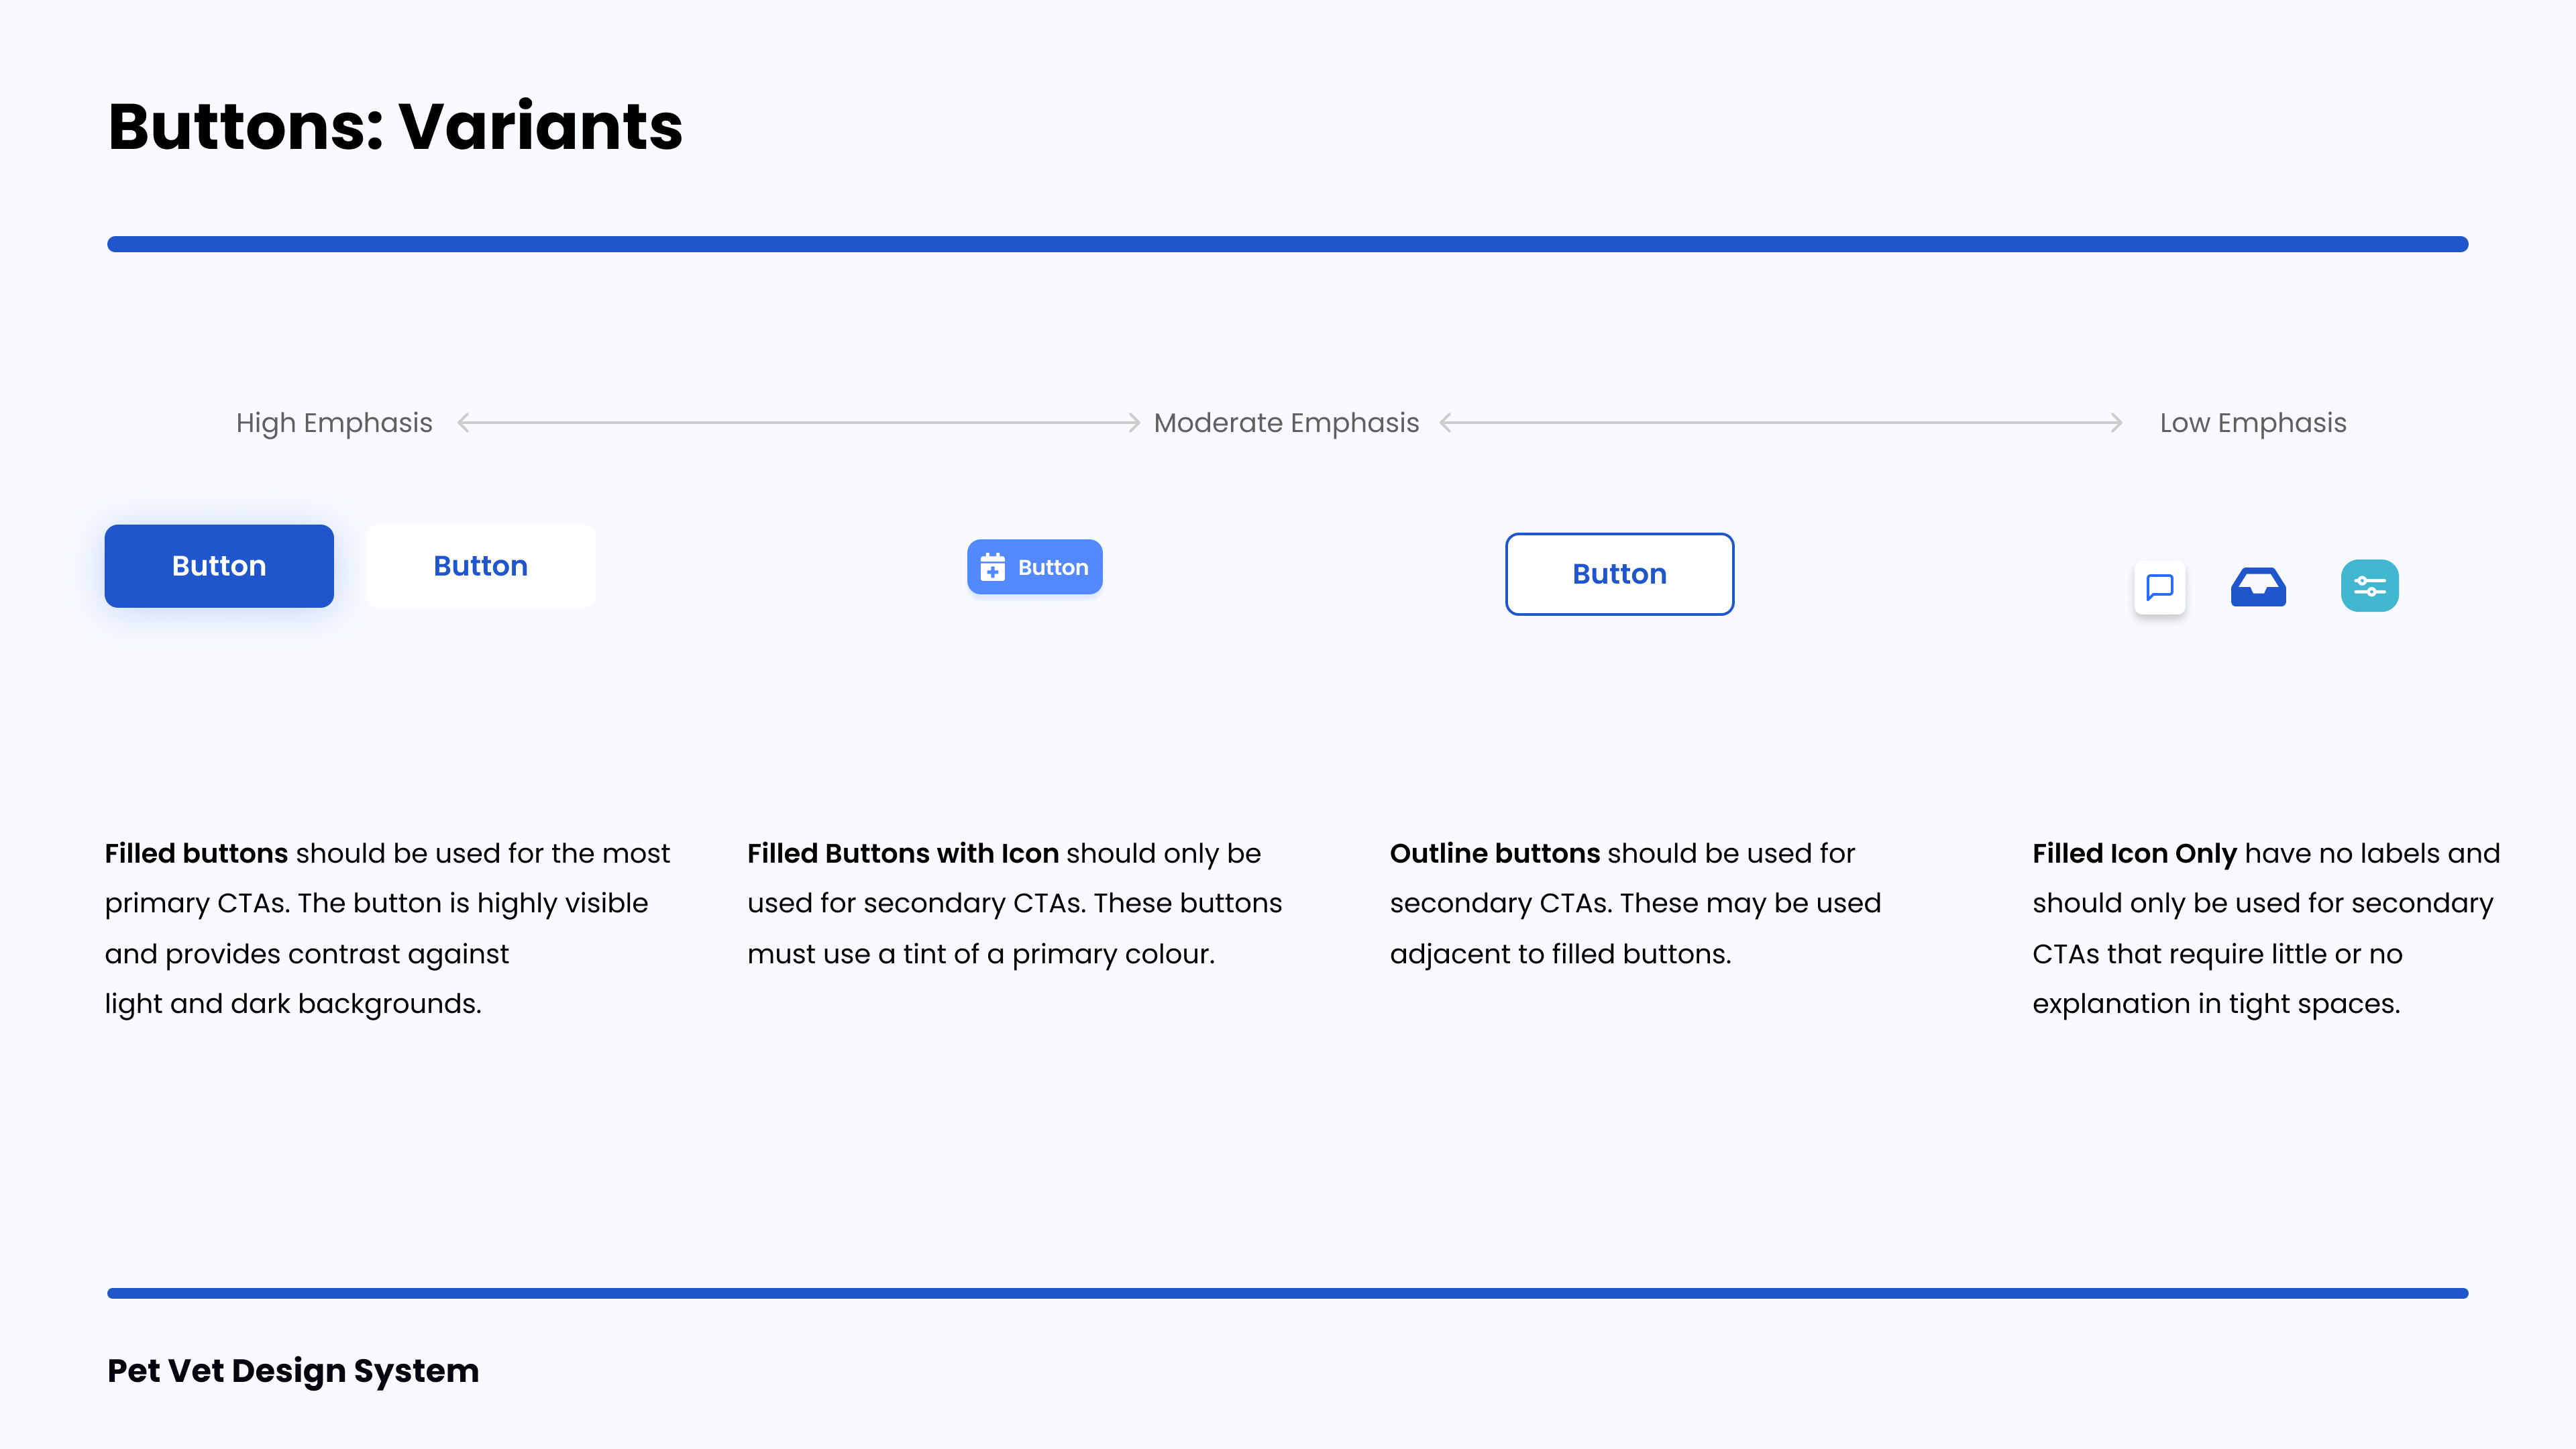 Buttons: Variants
High Emphasis
Moderate Emphasis
Low Emphasis
Button
Button
Button
Button
Filled buttons should be used for the most
primary CTAs. The button is highly visible
and provides contrast against
light and dark backgrounds.
Filled Buttons with Icon should only be
used for secondary CTAs. These buttons
must use a tint of a primary colour.
Outline buttons should be used for
secondary CTAs. These may be used
adjacent to filled buttons.
Filled Icon Only have no labels and
should only be used for secondary
CTAs that require little or no
explanation in tight spaces.
Pet Vet Design System